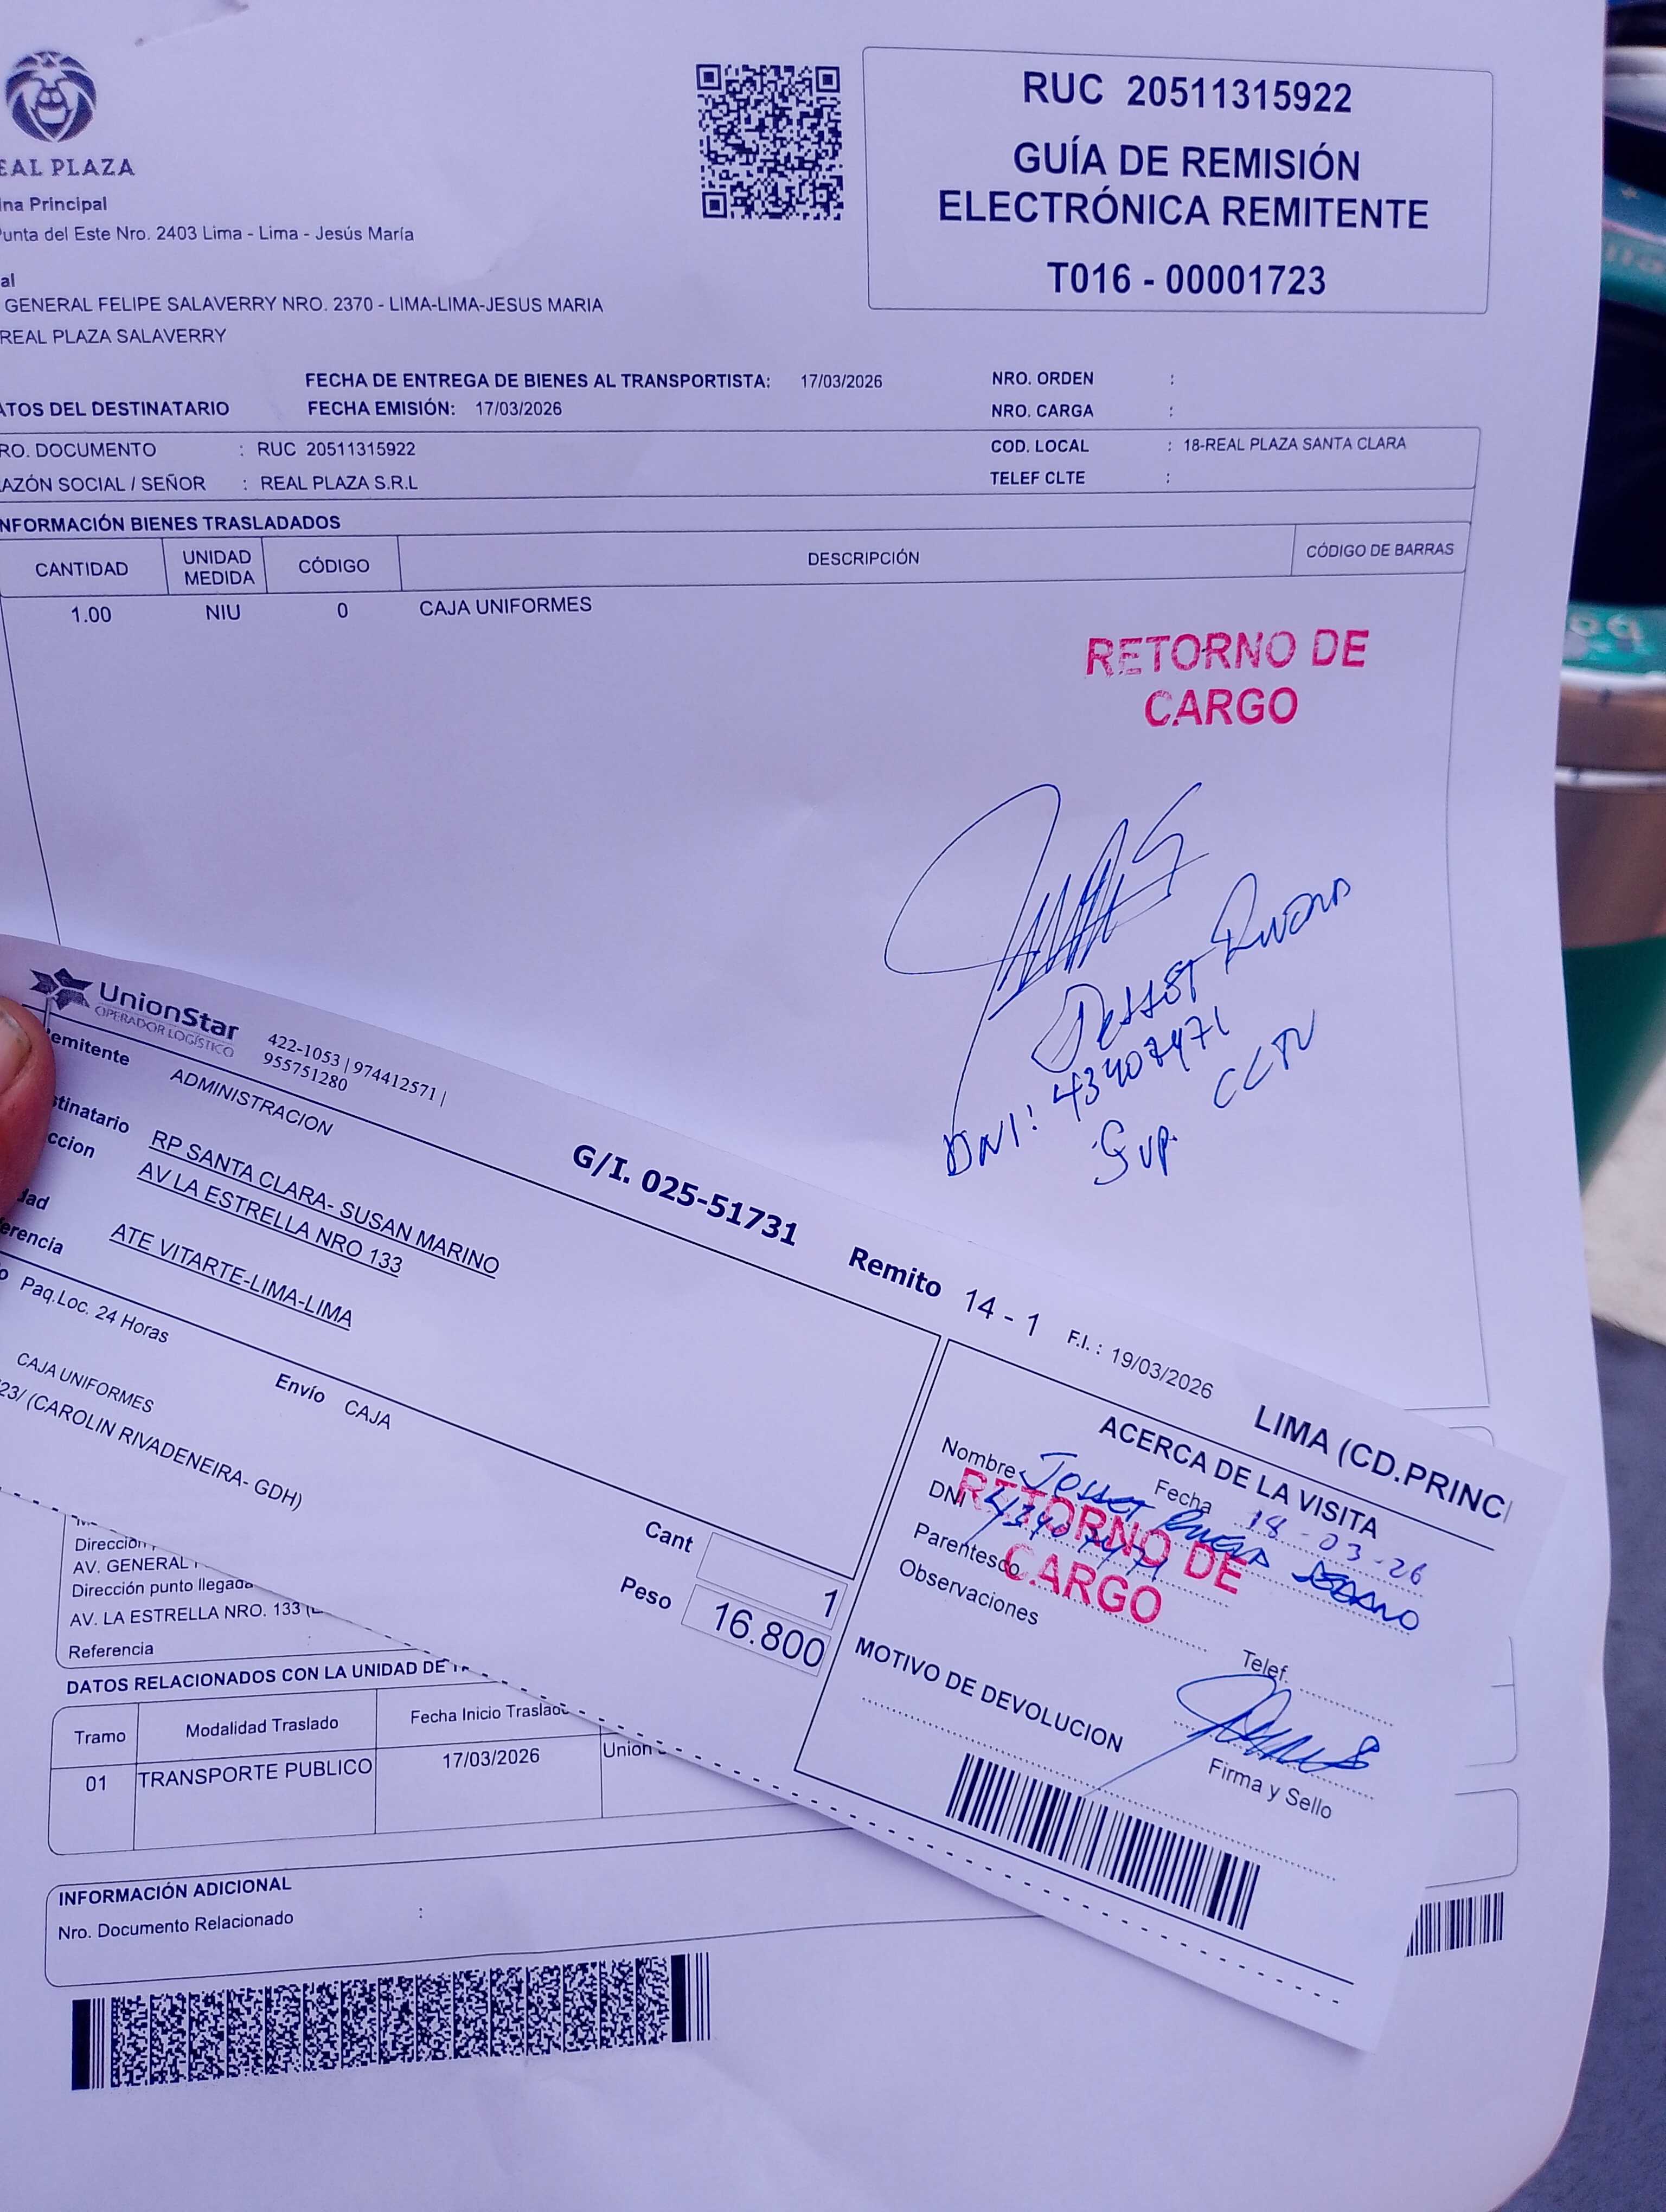 EAL PLAZA
ina Principal
Punta del Este Nro. 2403 Lima - Lima - Jesús María
al
GENERAL FELIPE SALAVERRY NRO. 2370 - LIMA-LIMA-JESUS MARIA
REAL PLAZA SALAVERRY
RUC 20511315922
GUÍA DE REMISIÓN
ELECTRÓNICA REMITENTE
T016 - 00001723
FECHA DE ENTREGA DE BIENES AL TRANSPORTISTA: 17/03/2026
NRO. ORDEN :
ATOS DEL DESTINATARIO FECHA EMISIÓN: 17/03/2026
NRO. CARGA :
RO. DOCUMENTO : RUC 20511315922
COD. LOCAL : 18-REAL PLAZA SANTA CLARA
AZÓN SOCIAL / SEÑOR : REAL PLAZA S.R.L
TELEF CLTE :
NFORMACIÓN BIENES TRASLADADOS
CANTIDAD UNIDAD MEDIDA CÓDIGO DESCRIPCIÓN CÓDIGO DE BARRAS
1.00 NIU 0 CAJA UNIFORMES
RETORNO DE
CARGO
DNI: 43407471
CCTV
UnionStar
OPERADOR LOGÍSTICO
422-1053 | 974412571 |
955751280
emitente ADMINISTRACION
G/I. 025-51731 Remito 14 - 1 F.I. : 19/03/2026 LIMA (CD.PRINC
stinatario RP SANTA CLARA- SUSAN MARINO
ccion AV LA ESTRELLA NRO 133
dad ATE VITARTE-LIMA-LIMA
erencia
o Paq.Loc. 24 Horas
Envío CAJA
CAJA UNIFORMES
23/ (CAROLIN RIVADENEIRA- GDH)
Cant 1
Peso 16.800
ACERCA DE LA VISITA
Nombre
Fecha 18-03-26
DNI
Parentesco
Observaciones
RETORNO DE
CARGO
Telef.
MOTIVO DE DEVOLUCION
Firma y Sello
Dirección
AV. GENERAL
Dirección punto llegada
AV. LA ESTRELLA NRO. 133
Referencia
DATOS RELACIONADOS CON LA UNIDAD DE
Tramo Modalidad Traslado Fecha Inicio Traslado
01 TRANSPORTE PUBLICO 17/03/2026 Union
INFORMACIÓN ADICIONAL
Nro. Documento Relacionado :